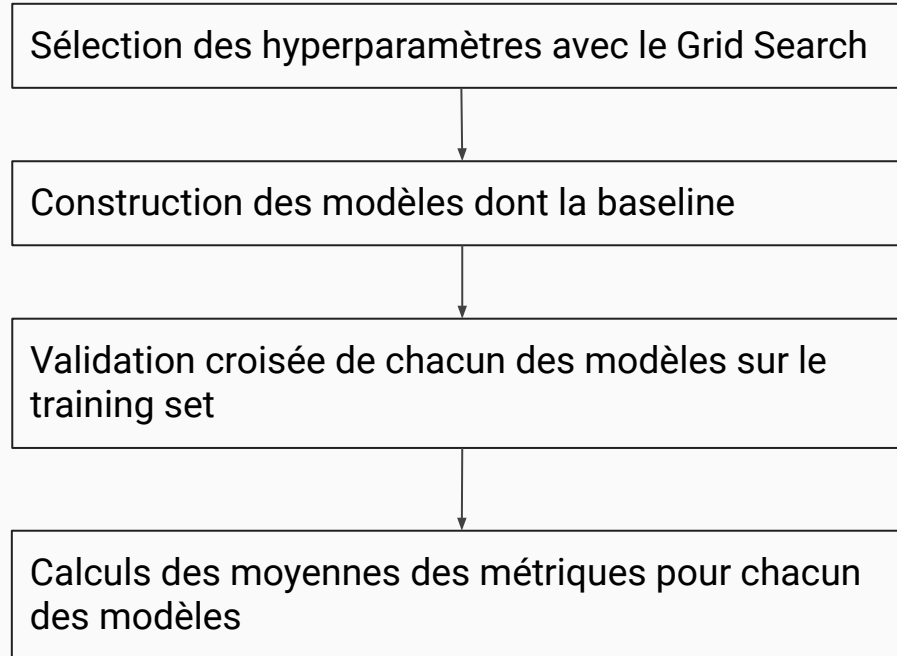 Sélection des hyperparamètres avec le Grid Search
Construction des modèles dont la baseline
Validation croisée de chacun des modèles sur le
training set
Calculs des moyennes des métriques pour chacun
des modèles